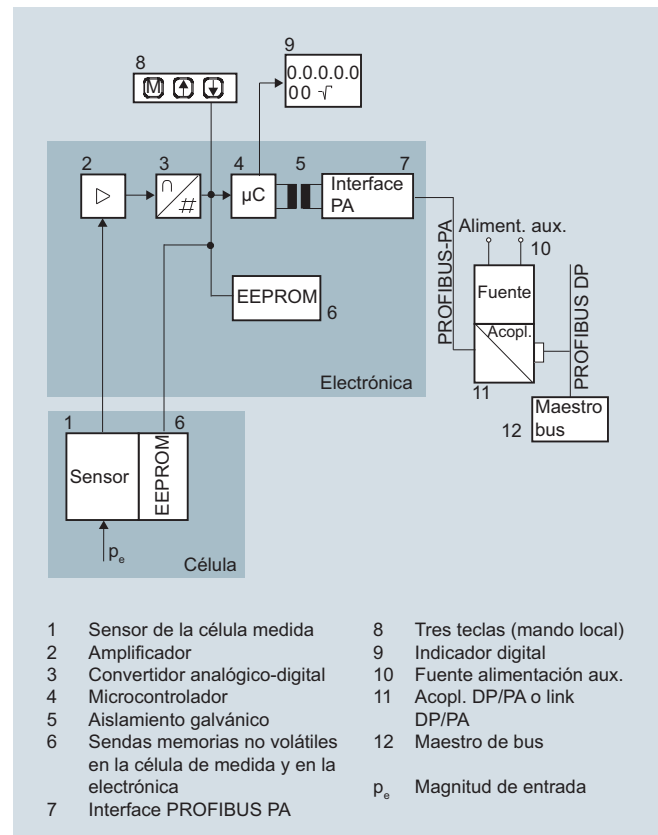 8
9
M
0.0.0.0.0
00 √
2
3
4
5
7
∩
#
µC
Interface
PA
EEPROM
6
Electrónica
PROFIBUS-PA
Aliment. aux.
10
Fuente
Acopl.
11
PROFIBUS DP
12
Maestro
bus
1
6
Sensor
EEPROM
pe
Célula
1 Sensor de la célula medida
2 Amplificador
3 Convertidor analógico-digital
4 Microcontrolador
5 Aislamiento galvánico
6 Sendas memorias no volátiles
en la célula de medida y en la
electrónica
7 Interface PROFIBUS PA
8 Tres teclas (mando local)
9 Indicador digital
10 Fuente alimentación aux.
11 Acopl. DP/PA o link
DP/PA
12 Maestro de bus
pe Magnitud de entrada